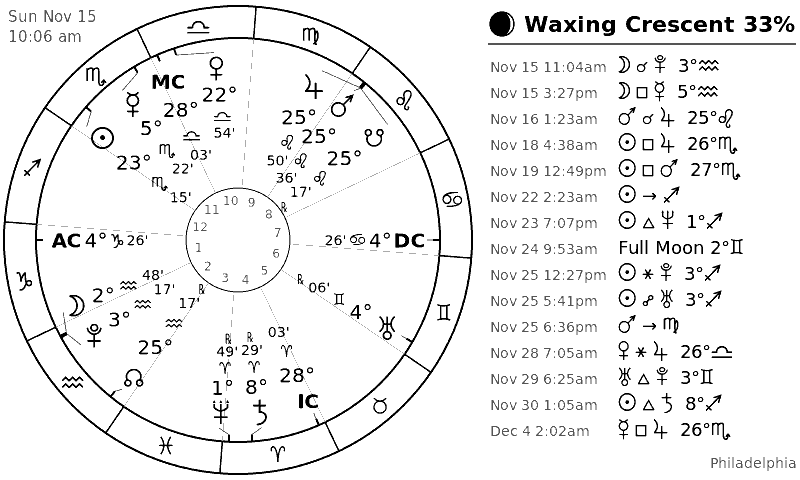 Sun Nov 15
10:06 am
Waxing Crescent 33%
Nov 15 11:04am ☽ ☌ ⯓ 3°♒
Nov 15 3:27pm ☽ □ ☿ 5°♒
Nov 16 1:23am ♂ ☌ ♃ 25°♌
Nov 18 4:38am ☉ □ ♃ 26°♏
Nov 19 12:49pm ☉ □ ♂ 27°♏
Nov 22 2:23am ☉ → ♐
Nov 23 7:07pm ☉ △ ♆ 1°♐
Nov 24 9:53am Full Moon 2°♊
Nov 25 12:27pm ☉ ⚹ ⯓ 3°♐
Nov 25 5:41pm ☉ ☍ ♅ 3°♐
Nov 25 6:36pm ♂ → ♍
Nov 28 7:05am ♀ ⚹ ♃ 26°♎
Nov 29 6:25am ♅ △ ⯓ 3°♊
Nov 30 1:05am ☉ △ ♄ 8°♐
Dec 4 2:02am ☿ □ ♃ 26°♏
Philadelphia
MC 28° ♎ 03'
♀ 22° ♎ 54'
☿ 5° ♏ 22'
☉ 23° ♏ 15'
♃ 25° ♌ 50'
♂ 25° ♌ 36'
☋ 25° ♌ 17' ℞
AC 4° ♑ 26'
26' ♋ 4° DC
☽ 2° ♒ 48'
⯓ 3° ♒ 17'
☊ 25° ♒ 17' ℞
♆ 1° ♈ 49' ℞
♄ 8° ♈ 29' ℞
IC 28° ♈ 03'
♅ 4° ♊ 06' ℞
1
2
3
4
5
6
7
8
9
10
11
12
♎
♍
♌
♋
♊
♉
♈
♓
♒
♑
♐
♏